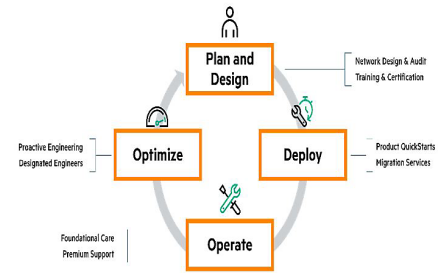 Plan and
Design
Network Design & Audit
Training & Certification
Proactive Engineering
Designated Engineers
Optimize
Deploy
Product QuickStarts
Migration Services
Foundational Care
Premium Support
Operate